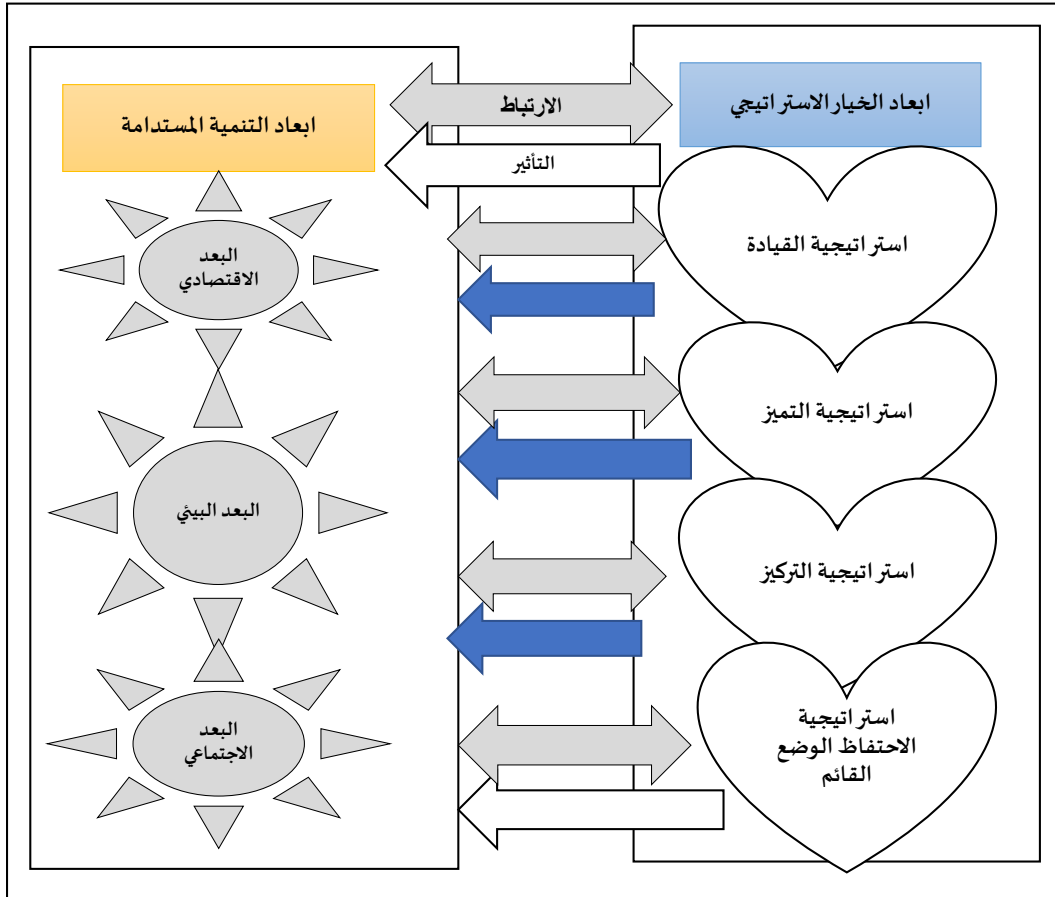 ابعاد الخيار الاستراتيجي
الارتباط
ابعاد التنمية المستدامة
التأثير
استراتيجية القيادة
البعد
الاقتصادي
استراتيجية التميز
البعد البيئي
استراتيجية التركيز
استراتيجية
الاحتفاظ الوضع
القائم
البعد
الاجتماعي